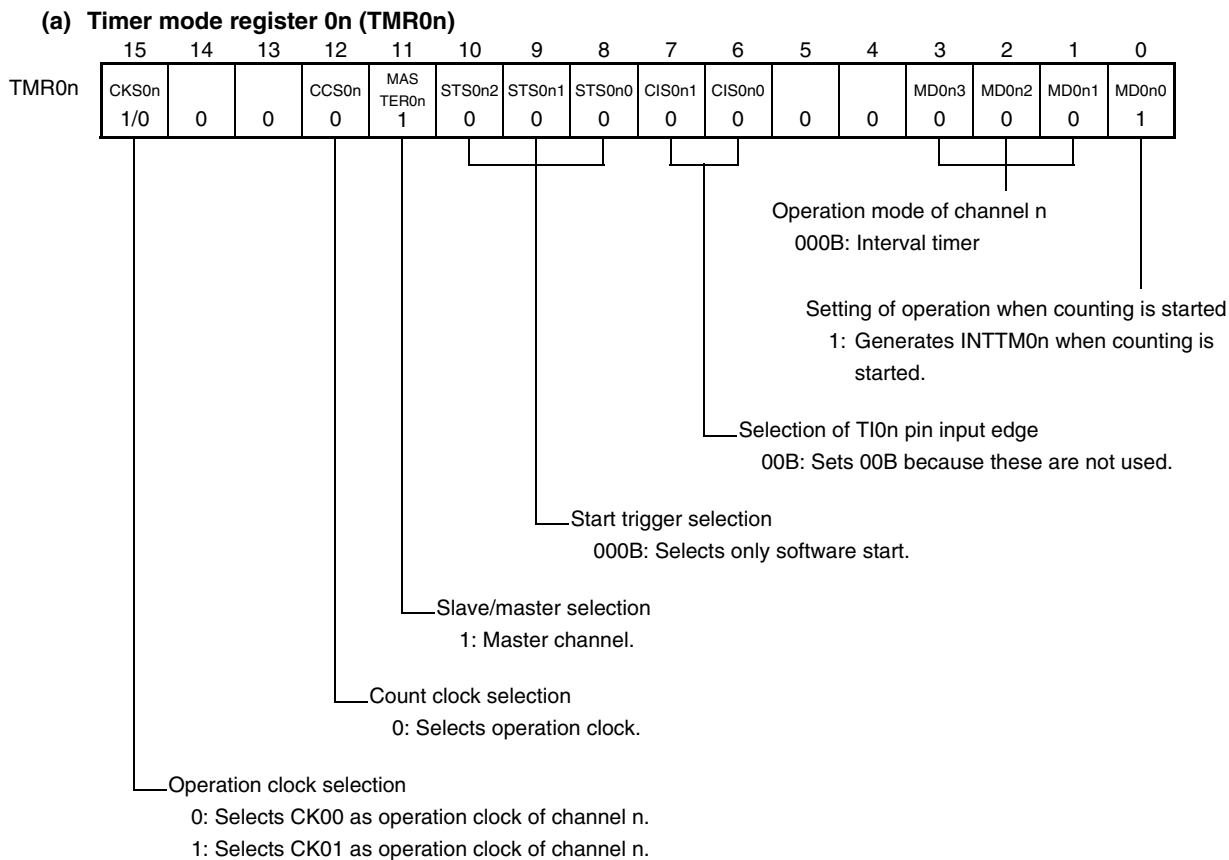 (a) Timer mode register 0n (TMR0n)
15 14 13 12 11 10 9 8 7 6 5 4 3 2 1 0
TMR0n CKS0n CCS0n MAS TER0n STS0n2 STS0n1 STS0n0 CIS0n1 CIS0n0 MD0n3 MD0n2 MD0n1 MD0n0
1/0 0 0 0 1 0 0 0 0 0 0 0 0 0 0 1
Operation mode of channel n
000B: Interval timer
Setting of operation when counting is started
1: Generates INTTM0n when counting is
started.
Selection of TI0n pin input edge
00B: Sets 00B because these are not used.
Start trigger selection
000B: Selects only software start.
Slave/master selection
1: Master channel.
Count clock selection
0: Selects operation clock.
Operation clock selection
0: Selects CK00 as operation clock of channel n.
1: Selects CK01 as operation clock of channel n.